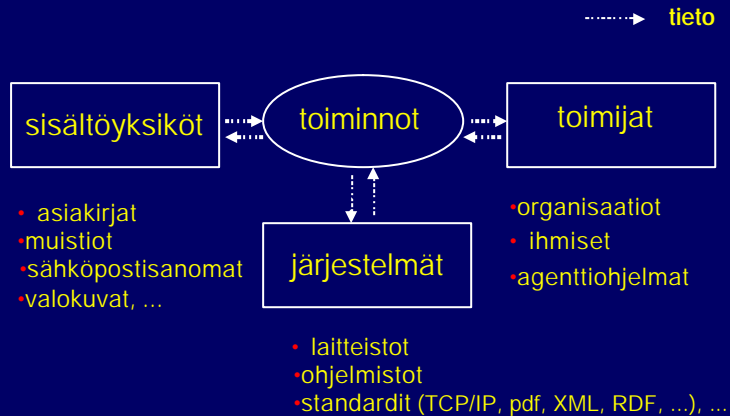 tieto
sisältöyksiköt
toiminnot
toimijat
• asiakirjat
•muistiot
•sähköpostisanomat
•valokuvat, ...
järjestelmät
•organisaatiot
• ihmiset
•agenttiohjelmat
• laitteistot
•ohjelmistot
•standardit (TCP/IP, pdf, XML, RDF, ...), ...